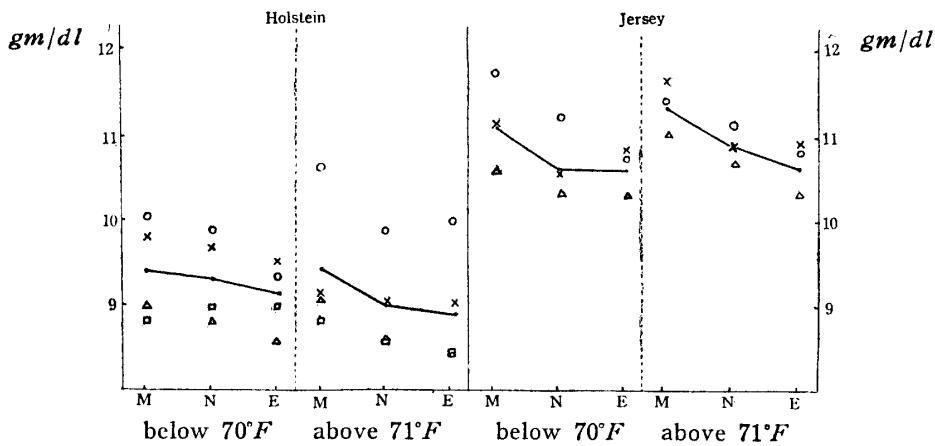 Holstein Jersey
gm/dl 12 12 gm/dl
11 11
10 10
9 9
M N E M N E M N E M N E
below 70°F above 71°F below 70°F above 71°F